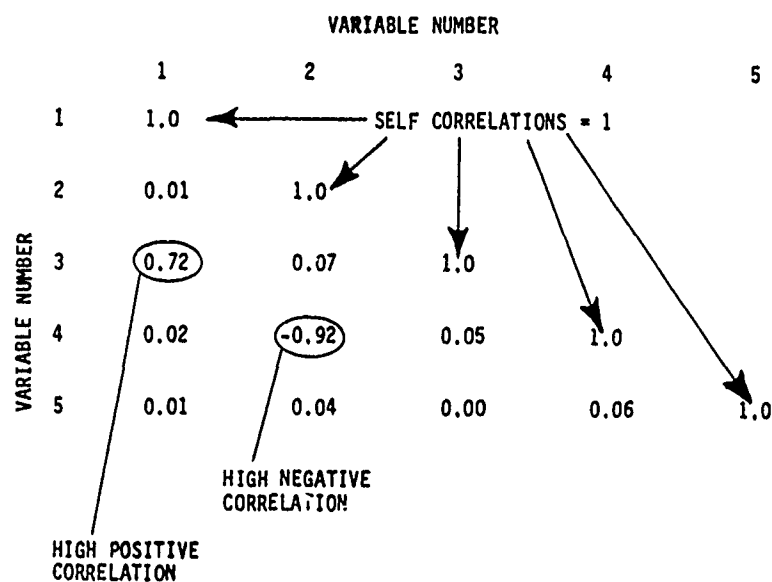 VARIABLE NUMBER
1 2 3 4 5
1 1.0 SELF CORRELATIONS = 1
2 0.01 1.0
3 0.72 0.07 1.0
4 0.02 -0.92 0.05 1.0
5 0.01 0.04 0.00 0.06 1.0
VARIABLE NUMBER
HIGH NEGATIVE
CORRELATION
HIGH POSITIVE
CORRELATION